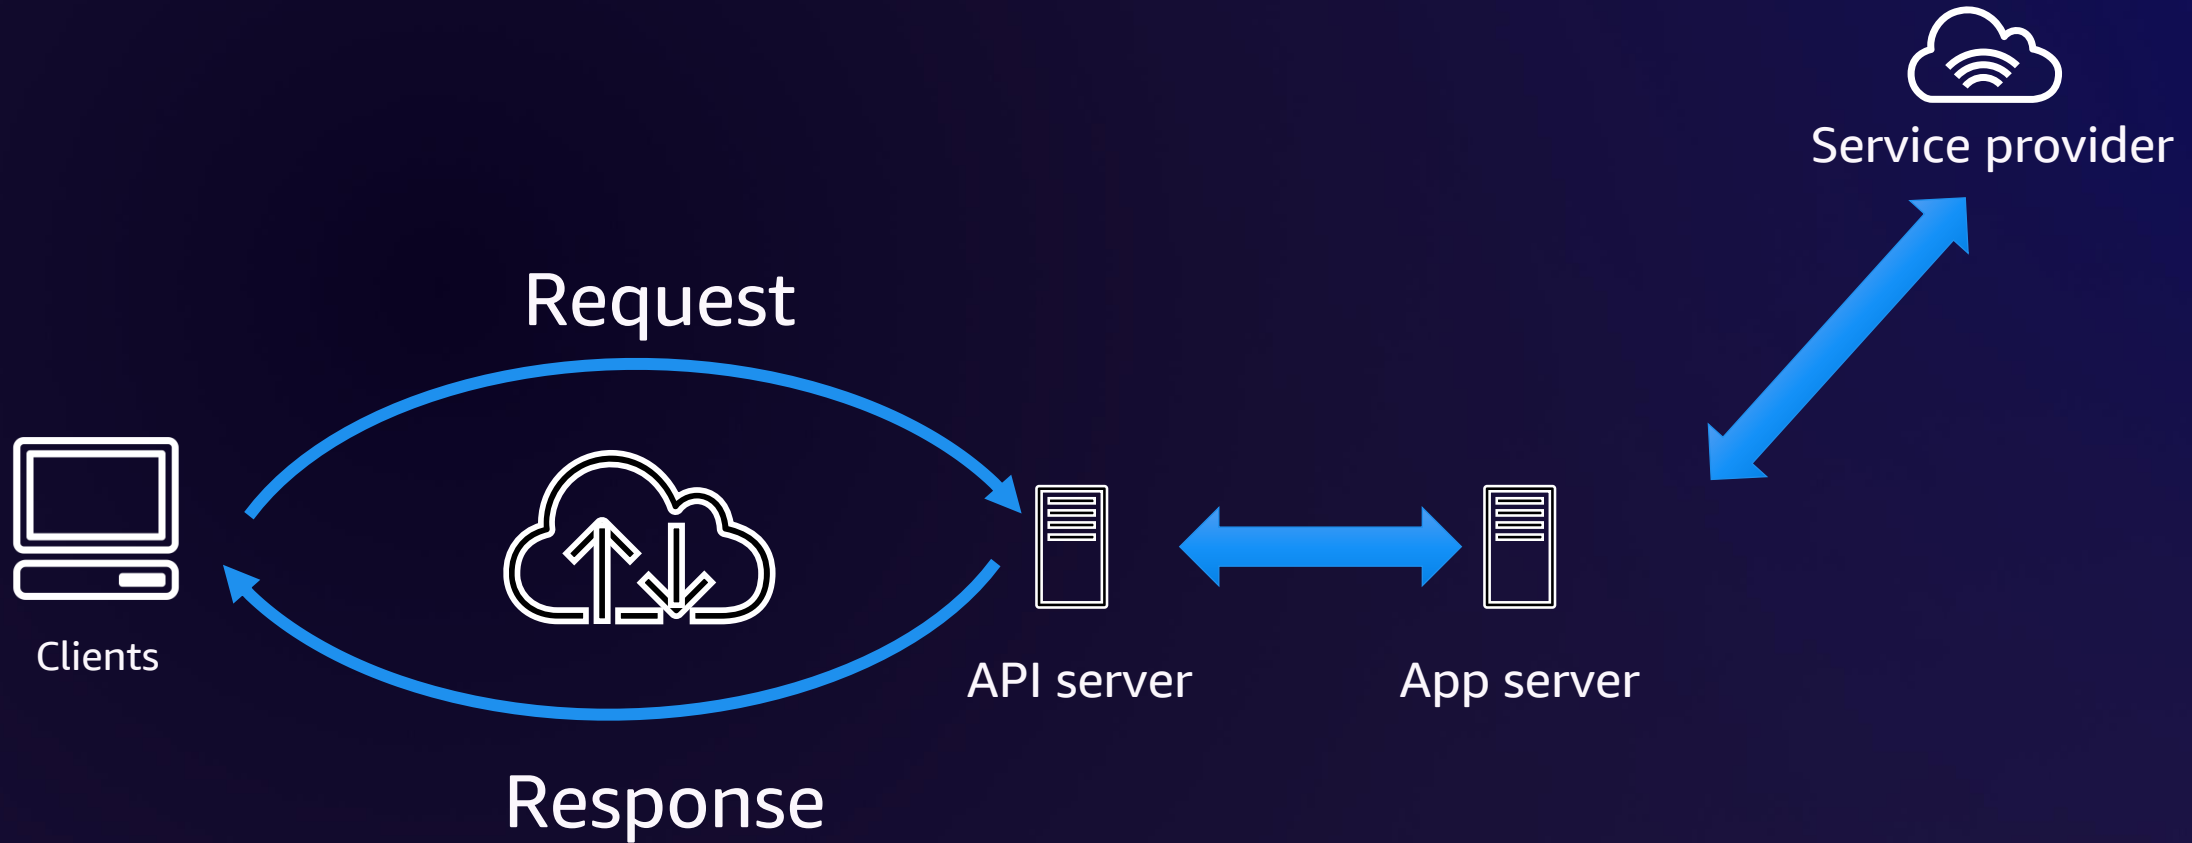 Service provider
Request
Clients
API server
App server
Response